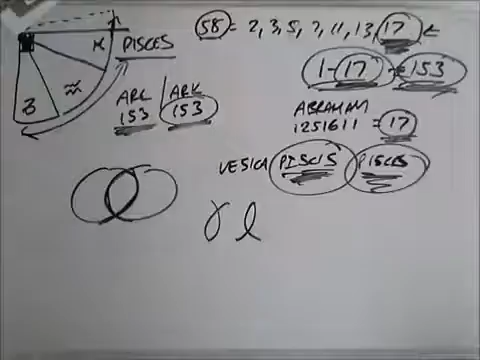 58 = 2, 3, 5, 7, 11, 13, 17
PISCES
1-17 = 153
ARC ARK
153 153
ABRAHAM
1251611 = 17
VESICA PISCIS PISCES